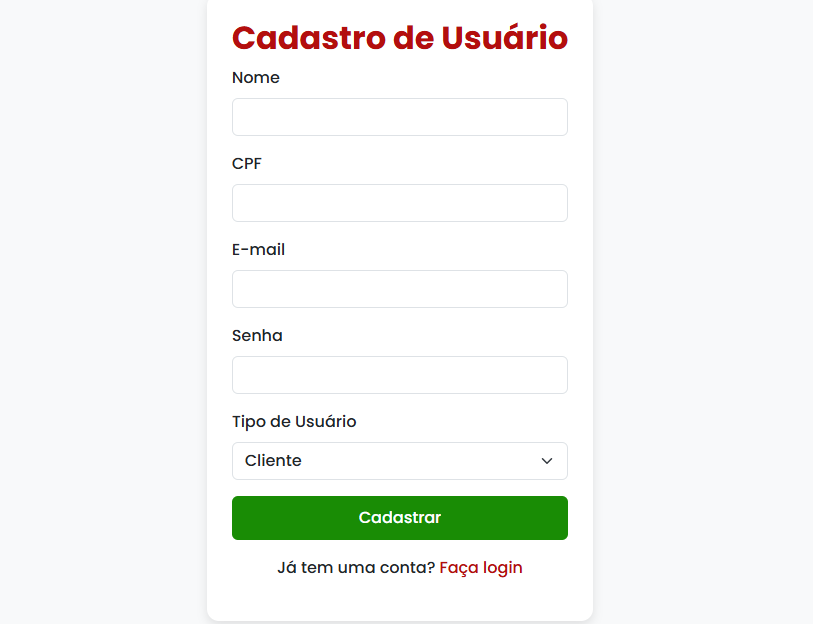 Cadastro de Usuário
Nome
CPF
E-mail
Senha
Tipo de Usuário
Cliente
Cadastrar
Já tem uma conta? Faça login